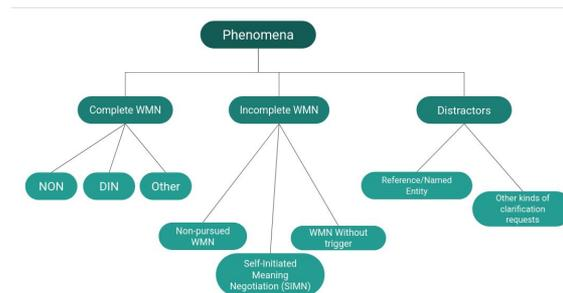 Phenomena
Complete WMN
Incomplete WMN
Distractors
NON
DIN
Other
Non-pursued
WMN
Self-Initiated
Meaning
Negotiation (SIMN)
WMN Without
trigger
Reference/Named
Entity
Other kinds of
clarification
requests